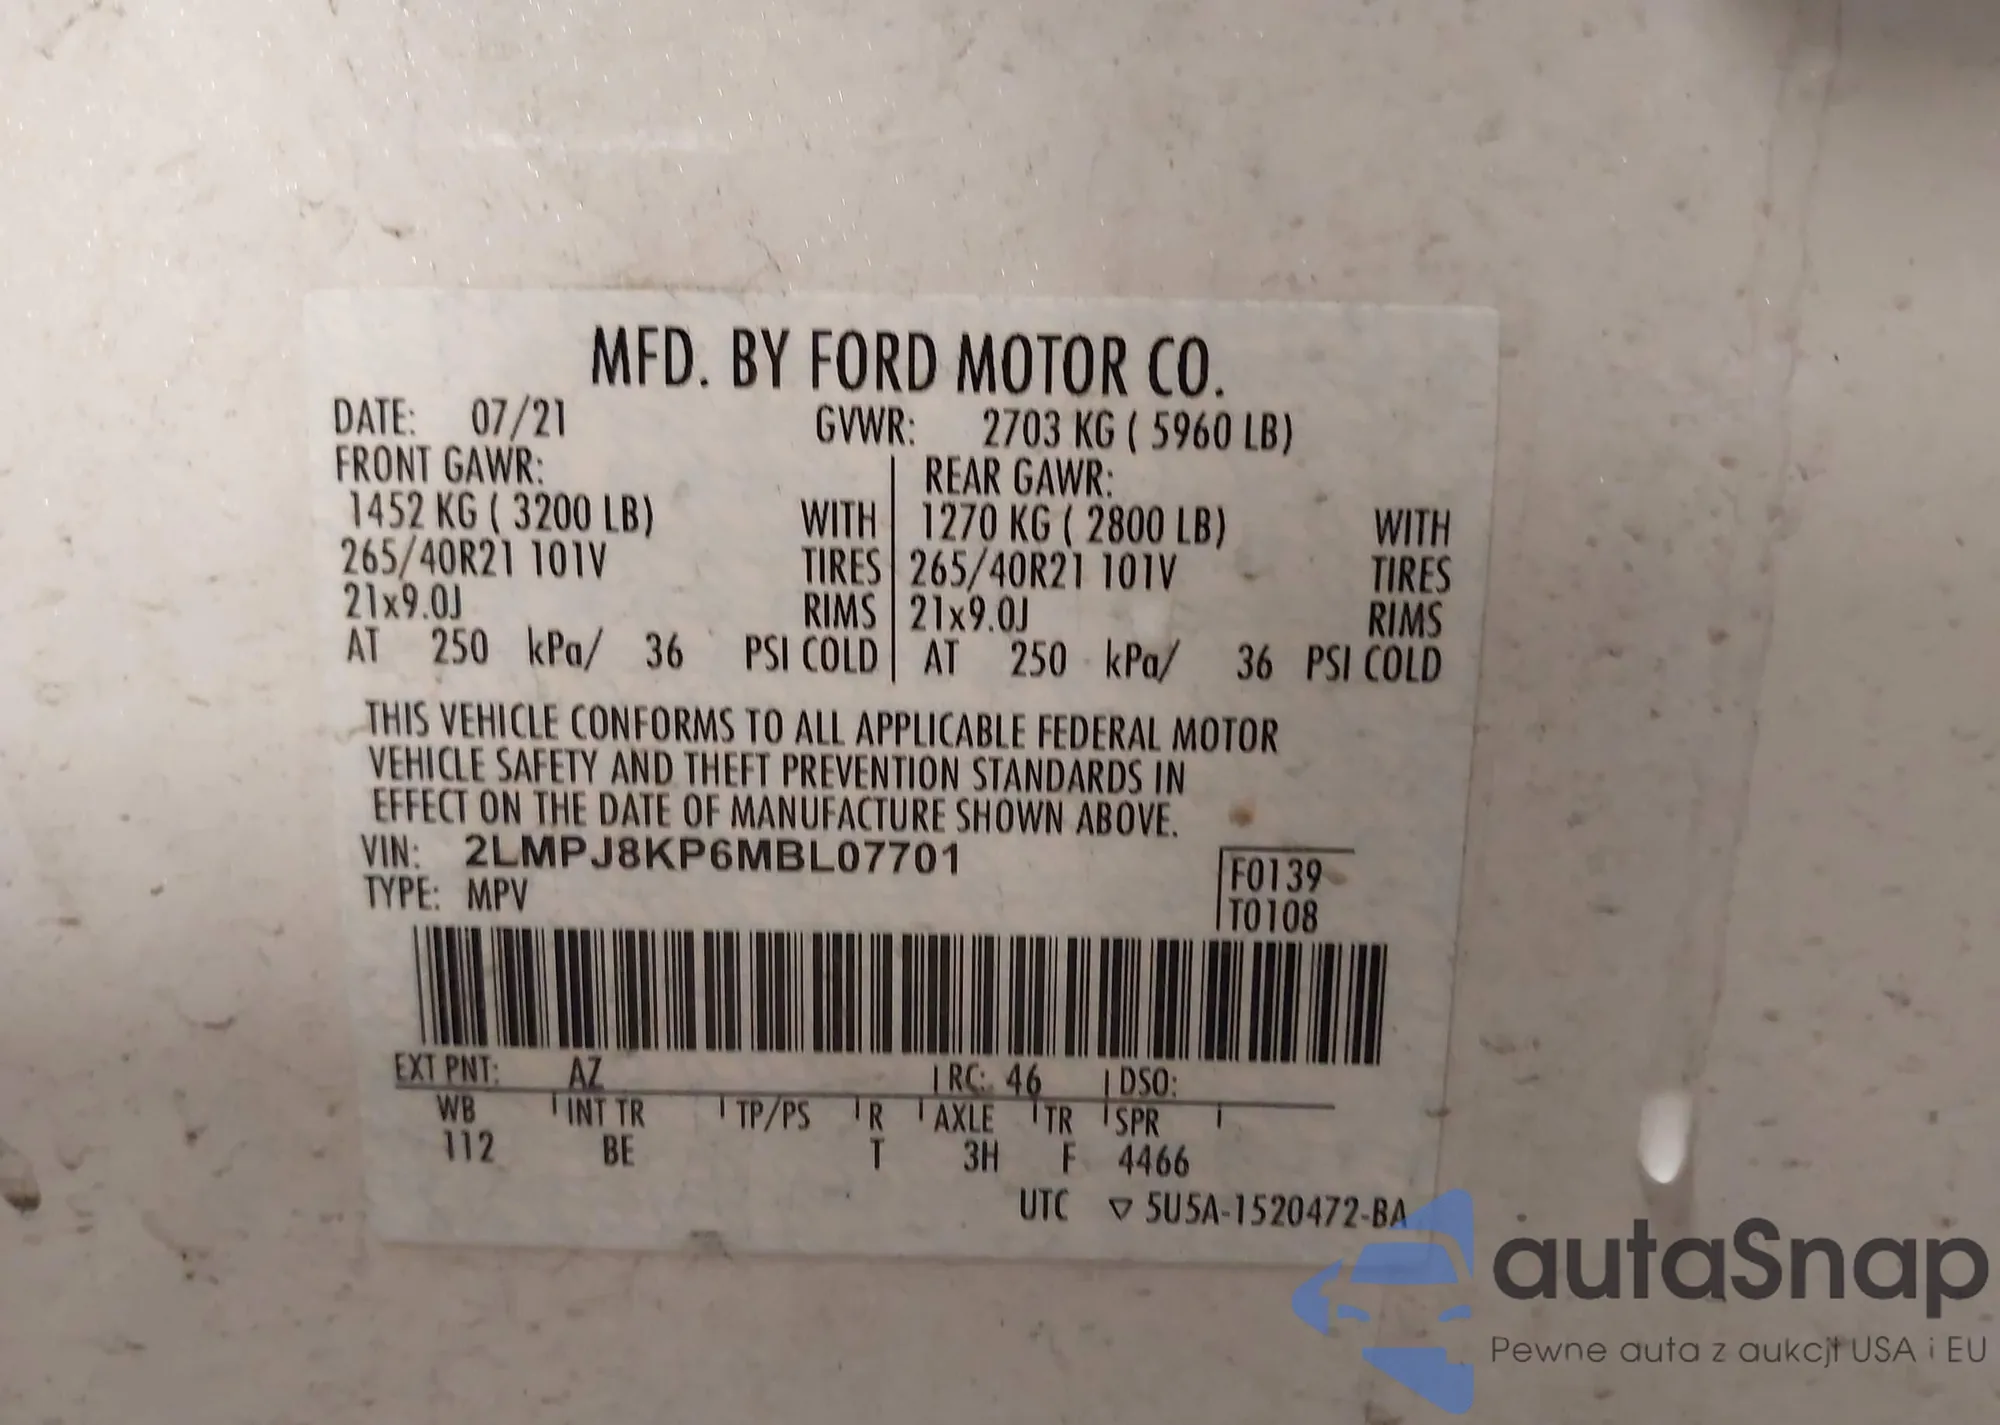 MFD. BY FORD MOTOR CO.
DATE: 07/21 GVWR: 2703 KG ( 5960 LB)
FRONT GAWR: REAR GAWR:
1452 KG ( 3200 LB) WITH 1270 KG ( 2800 LB) WITH
265/40R21 101V TIRES 265/40R21 101V TIRES
21x9.0J RIMS 21x9.0J RIMS
AT 250 kPa/ 36 PSI COLD AT 250 kPa/ 36 PSI COLD
THIS VEHICLE CONFORMS TO ALL APPLICABLE FEDERAL MOTOR
VEHICLE SAFETY AND THEFT PREVENTION STANDARDS IN
EFFECT ON THE DATE OF MANUFACTURE SHOWN ABOVE.
VIN: 2LMPJ8KP6MBL07701
TYPE: MPV
F0139
T0108
EXT PNT: AZ RC: 46 DSO:
WB INT TR TP/PS R AXLE TR SPR
112 BE T 3H F 4466
UTC ▽ 5U5A-1520472-BA
autaSnap
Pewne auta z aukcji USA i EU